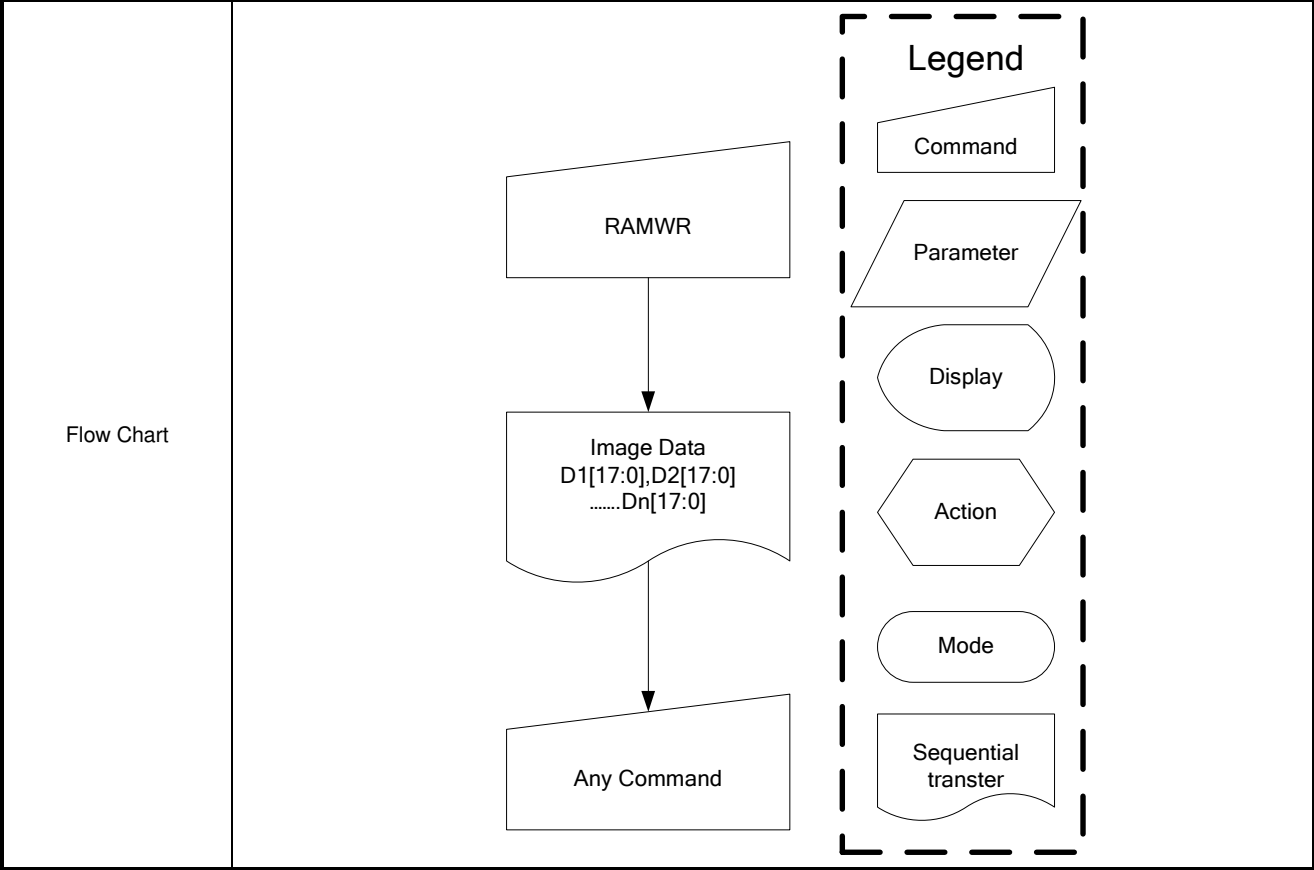 Flow Chart
RAMWR
Image Data
D1[17:0],D2[17:0]
.......Dn[17:0]
Any Command
Legend
Command
Parameter
Display
Action
Mode
Sequential
transter